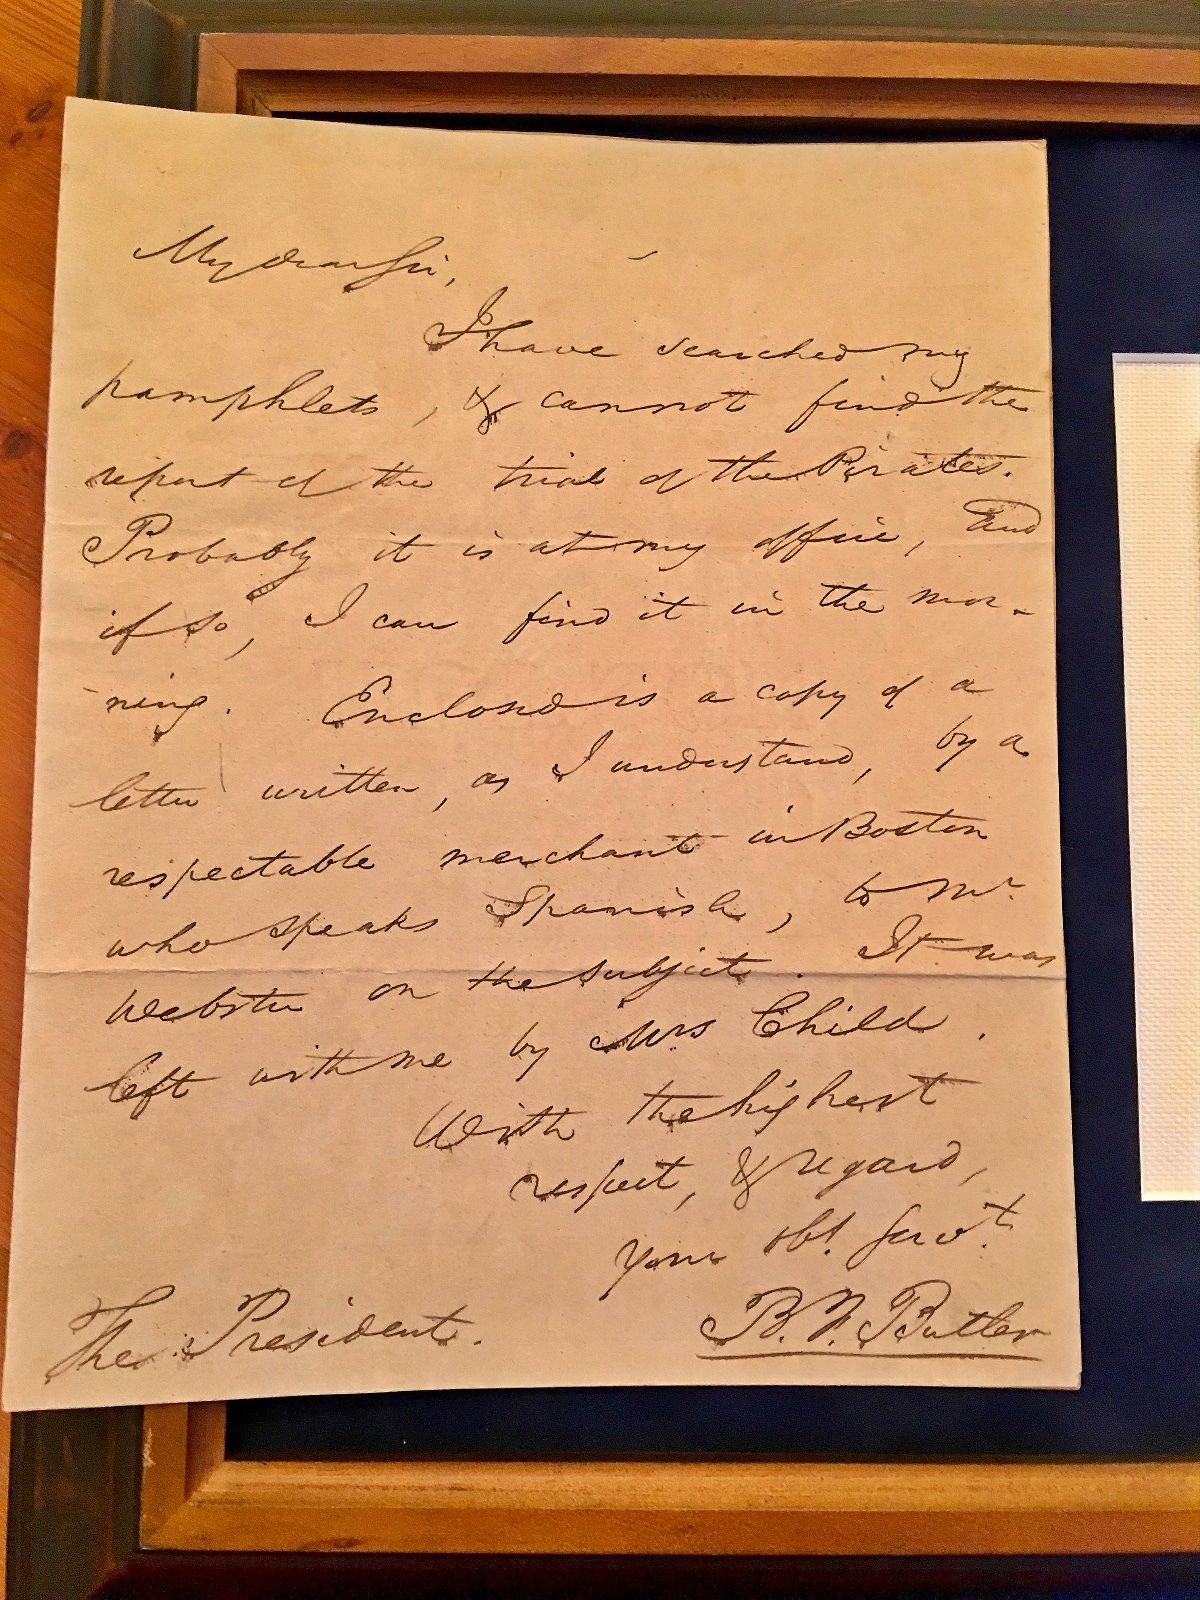 My dear Sir,
I have searched my
pamphlets, & cannot find the
report of the trial of the Pirates.
Probably it is at my office, and
if so, I can find it in the mor-
-ning. Enclosed is a copy of a
letter written, as I understand, by a
respectable merchant in Boston
who speaks Spanish, to Mr.
Webster on the subject. It was
left with me by Mrs Child.
With the highest
respect, & regard,
your obt. servt.
B. F. Butler
The President.